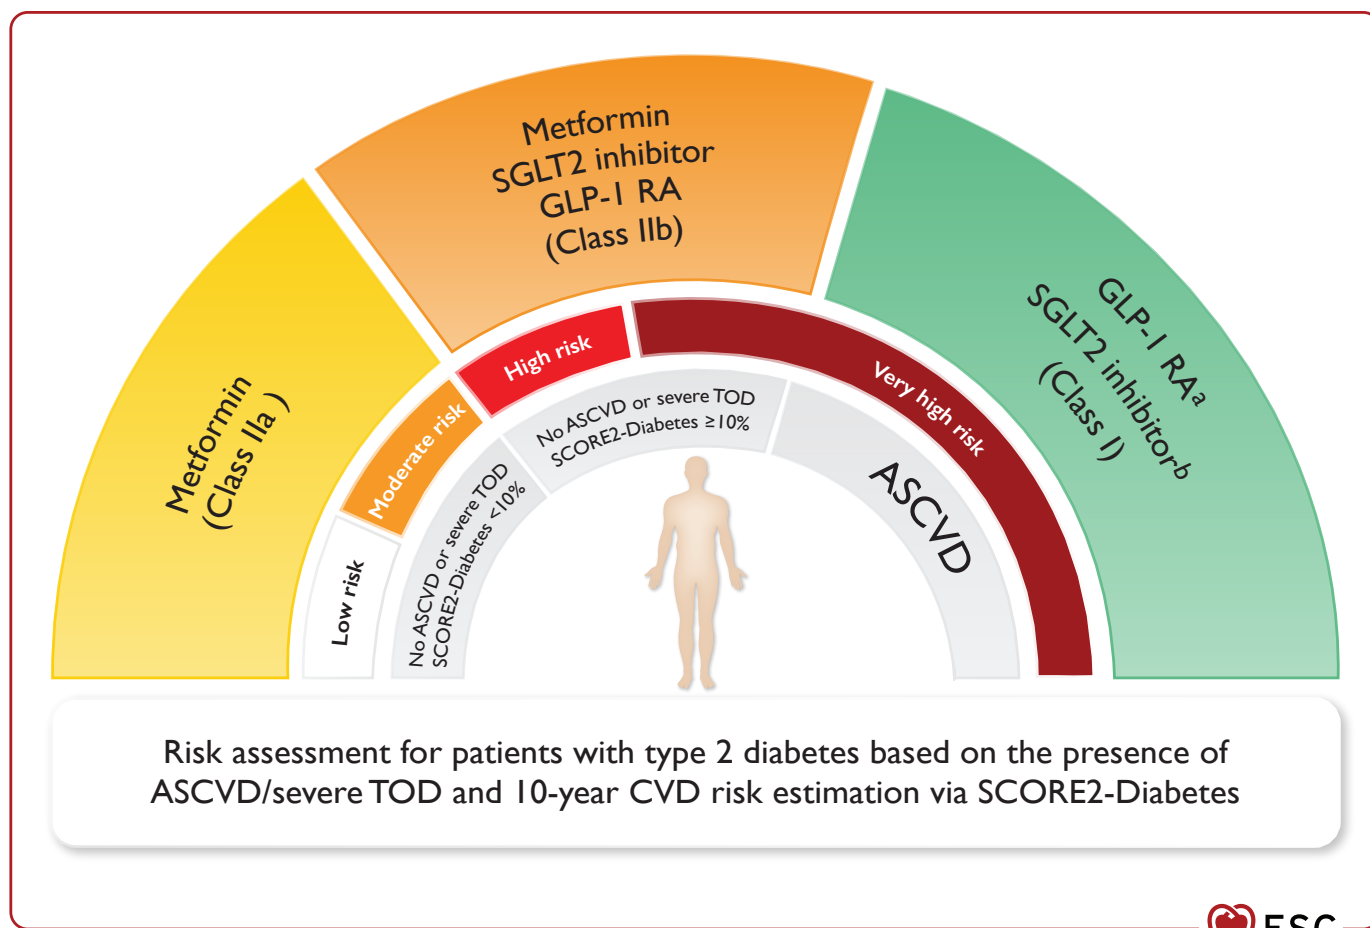 Metformin
(Class IIa )
Metformin
SGLT2 inhibitor
GLP-1 RA
(Class IIb)
GLP-1 RAa
SGLT2 inhibitorb
(Class I)
Low risk
Moderate risk
High risk
Very high risk
No ASCVD or severe TOD
SCORE2-Diabetes <10%
No ASCVD or severe TOD
SCORE2-Diabetes ≥10%
ASCVD
Risk assessment for patients with type 2 diabetes based on the presence of
ASCVD/severe TOD and 10-year CVD risk estimation via SCORE2-Diabetes
ESC